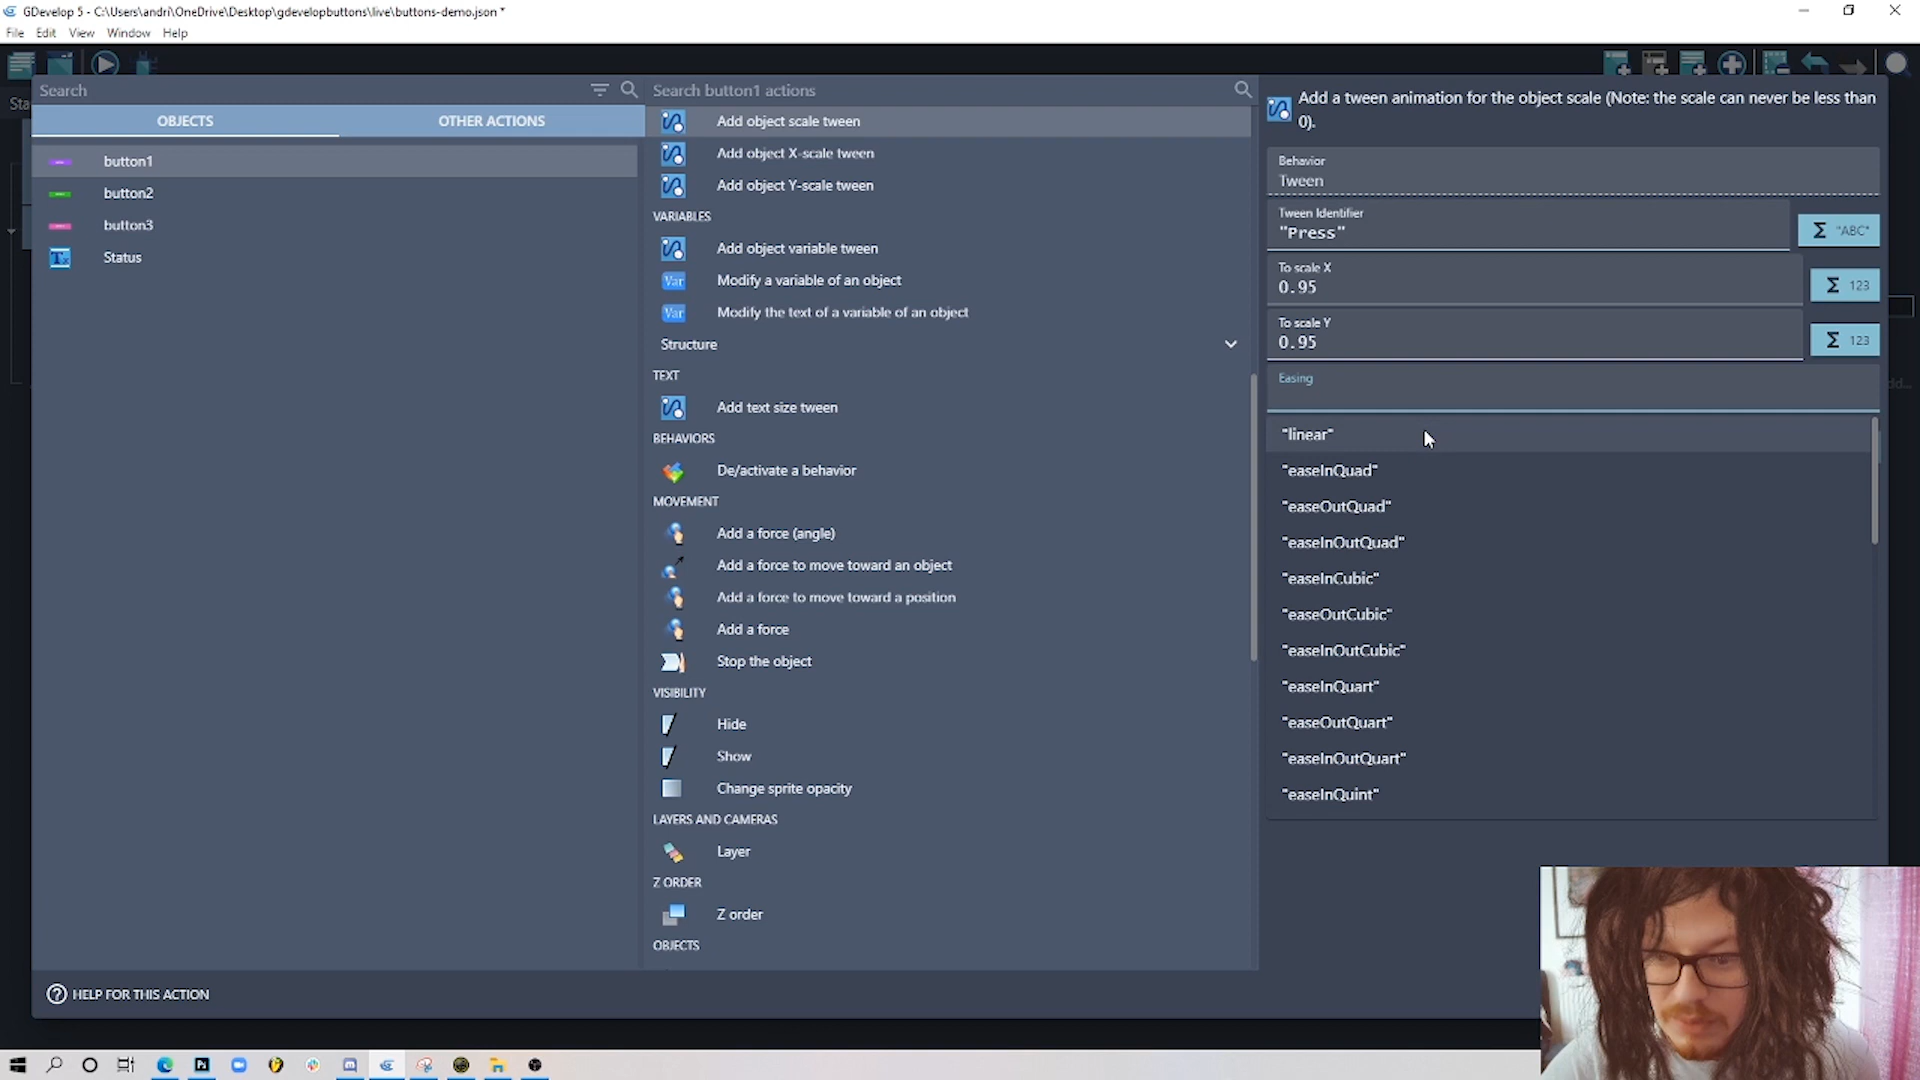 GDevelop 5 - C:\Users\andri\OneDrive\Desktop\gdevelopbuttons\live\buttons-demo.json *
File Edit View Window Help
Sta
Search
OBJECTS
OTHER ACTIONS
button1
button2
button3
Status
Search button1 actions
Add object scale tween
Add object X-scale tween
Add object Y-scale tween
VARIABLES
Add object variable tween
Var Modify a variable of an object
Var Modify the text of a variable of an object
Structure
TEXT
Add text size tween
BEHAVIORS
De/activate a behavior
MOVEMENT
Add a force (angle)
Add a force to move toward an object
Add a force to move toward a position
Add a force
Stop the object
VISIBILITY
Hide
Show
Change sprite opacity
LAYERS AND CAMERAS
Layer
Z ORDER
Z order
OBJECTS
Add a tween animation for the object scale (Note: the scale can never be less than
0).
Behavior
Tween
Tween Identifier
"Press"
Σ "ABC"
To scale X
0.95
Σ 123
To scale Y
0.95
Σ 123
Easing
"linear"
"easeInQuad"
"easeOutQuad"
"easeInOutQuad"
"easeInCubic"
"easeOutCubic"
"easeInOutCubic"
"easeInQuart"
"easeOutQuart"
"easeInOutQuart"
"easeInQuint"
HELP FOR THIS ACTION